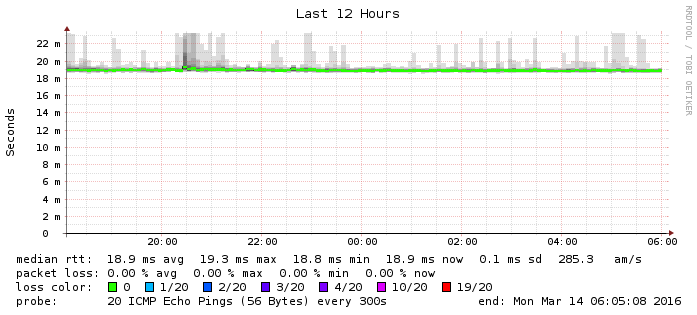 Last 12 Hours
RRDTOOL / TOBI OETIKER
Seconds
22 m
20 m
18 m
16 m
14 m
12 m
10 m
8 m
6 m
4 m
2 m
0
20:00 22:00 00:00 02:00 04:00 06:00
median rtt: 18.9 ms avg 19.3 ms max 18.8 ms min 18.9 ms now 0.1 ms sd 285.3 am/s
packet loss: 0.00 % avg 0.00 % max 0.00 % min 0.00 % now
loss color: 0 1/20 2/20 3/20 4/20 10/20 19/20
probe: 20 ICMP Echo Pings (56 Bytes) every 300s end: Mon Mar 14 06:05:08 2016